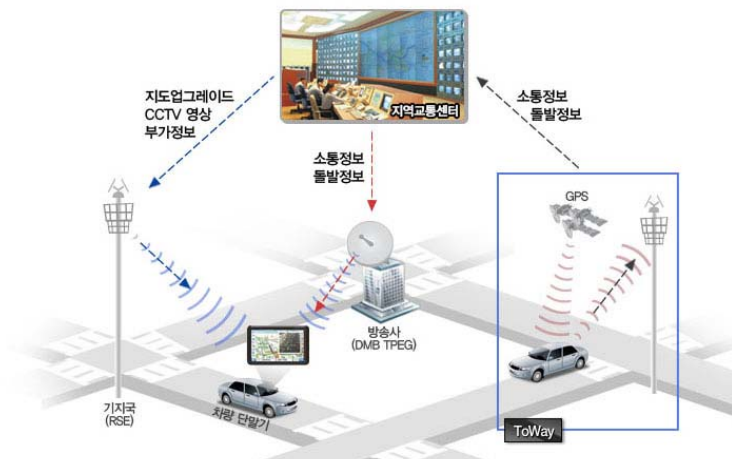 지역교통센터
지도업그레이드
CCTV 영상
부가정보
소통정보
돌발정보
소통정보
돌발정보
GPS
기지국
(RSE)
차량 단말기
방송사
(DMB TPEG)
ToWay